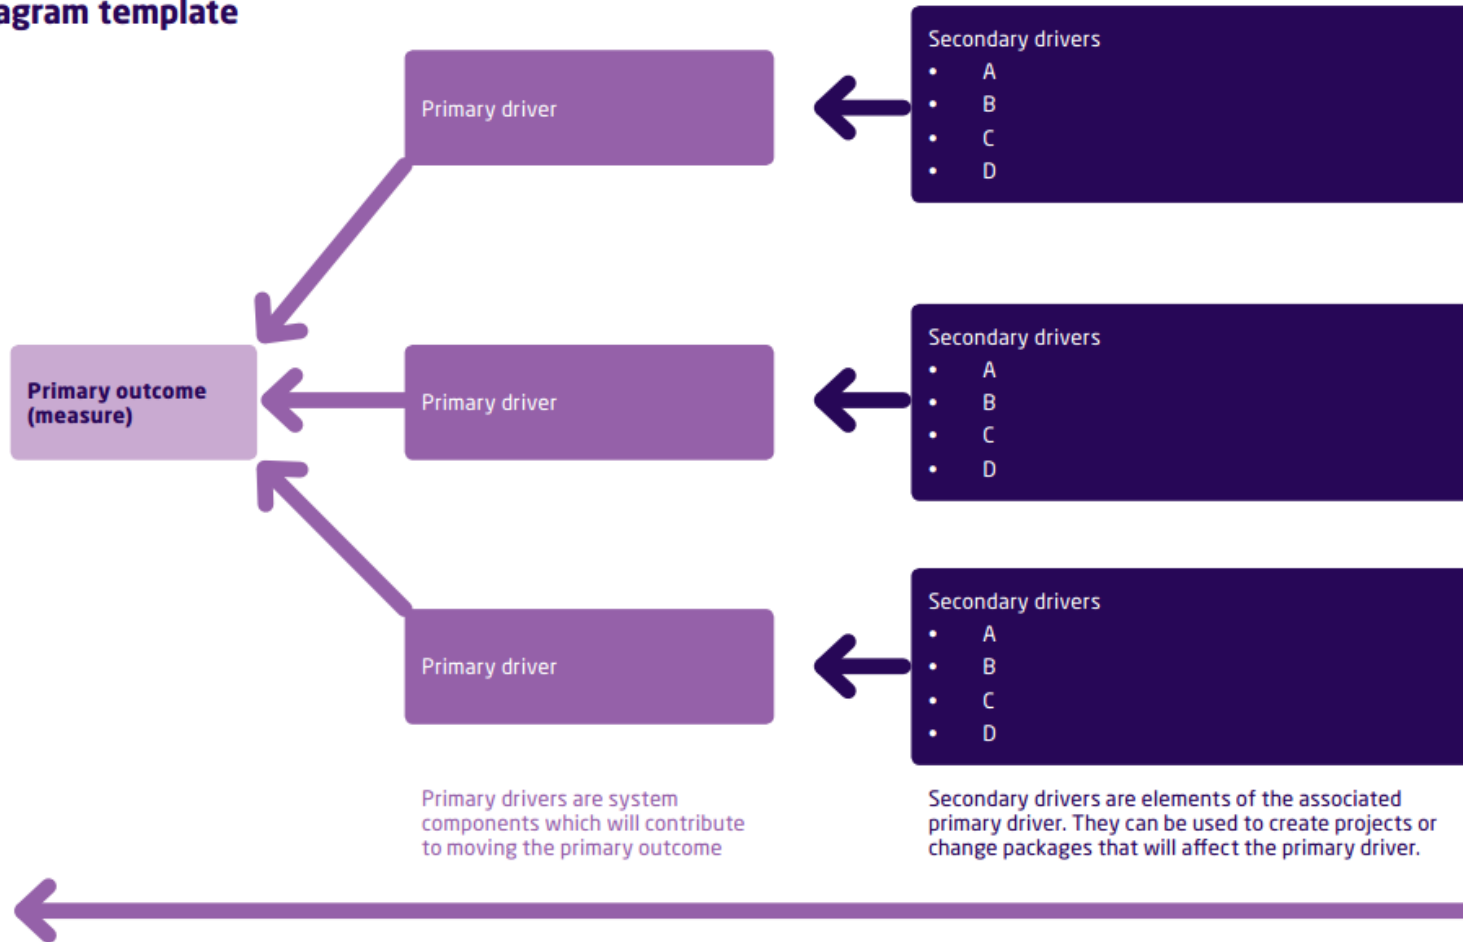 agram template
Primary driver
Secondary drivers
• A
• B
• C
• D
Primary outcome
(measure)
Primary driver
Secondary drivers
• A
• B
• C
• D
Primary driver
Secondary drivers
• A
• B
• C
• D
Primary drivers are system
components which will contribute
to moving the primary outcome
Secondary drivers are elements of the associated
primary driver. They can be used to create projects or
change packages that will affect the primary driver.